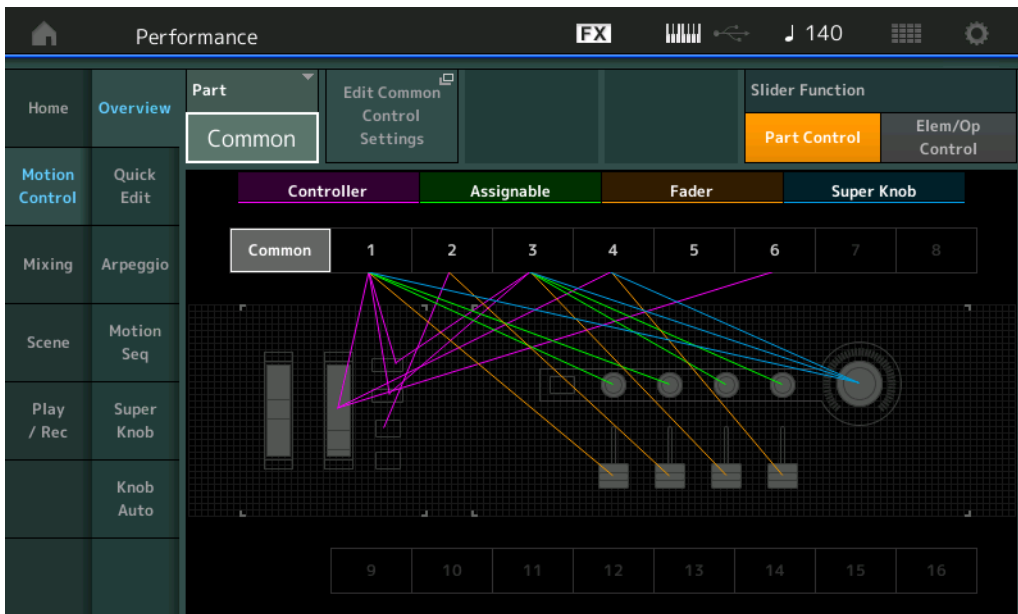 Performance
FX
140
Part
Common
Edit Common
Control
Settings
Slider Function
Part Control
Elem/Op
Control
Home
Motion
Control
Mixing
Scene
Play
/ Rec
Overview
Quick
Edit
Arpeggio
Motion
Seq
Super
Knob
Knob
Auto
Controller
Assignable
Fader
Super Knob
Common
1
2
3
4
5
6
7
8
9
10
11
12
13
14
15
16